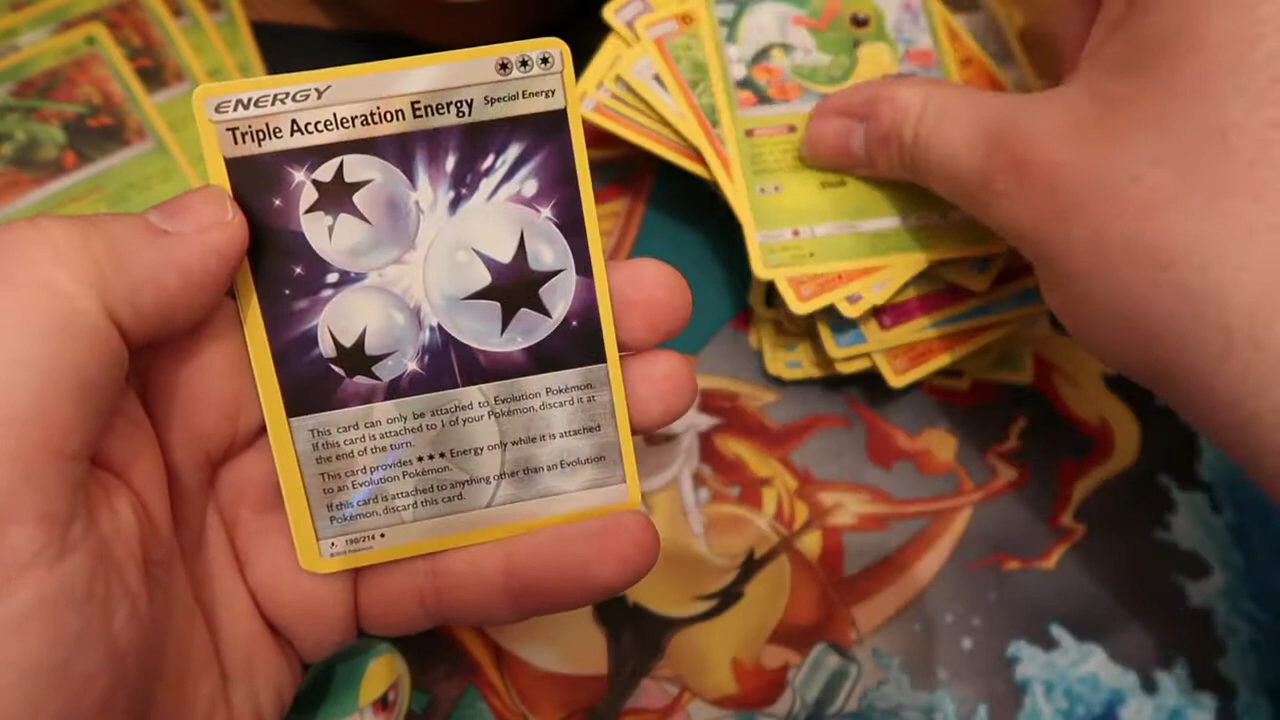 ENERGY
Triple Acceleration Energy Special Energy
This card can only be attached to Evolution Pokémon.
If this card is attached to 1 of your Pokémon, discard it at
the end of the turn.
This card provides ✶✶✶ Energy only while it is attached
to an Evolution Pokémon.
If this card is attached to anything other than an Evolution
Pokémon, discard this card.
190/214 ◆